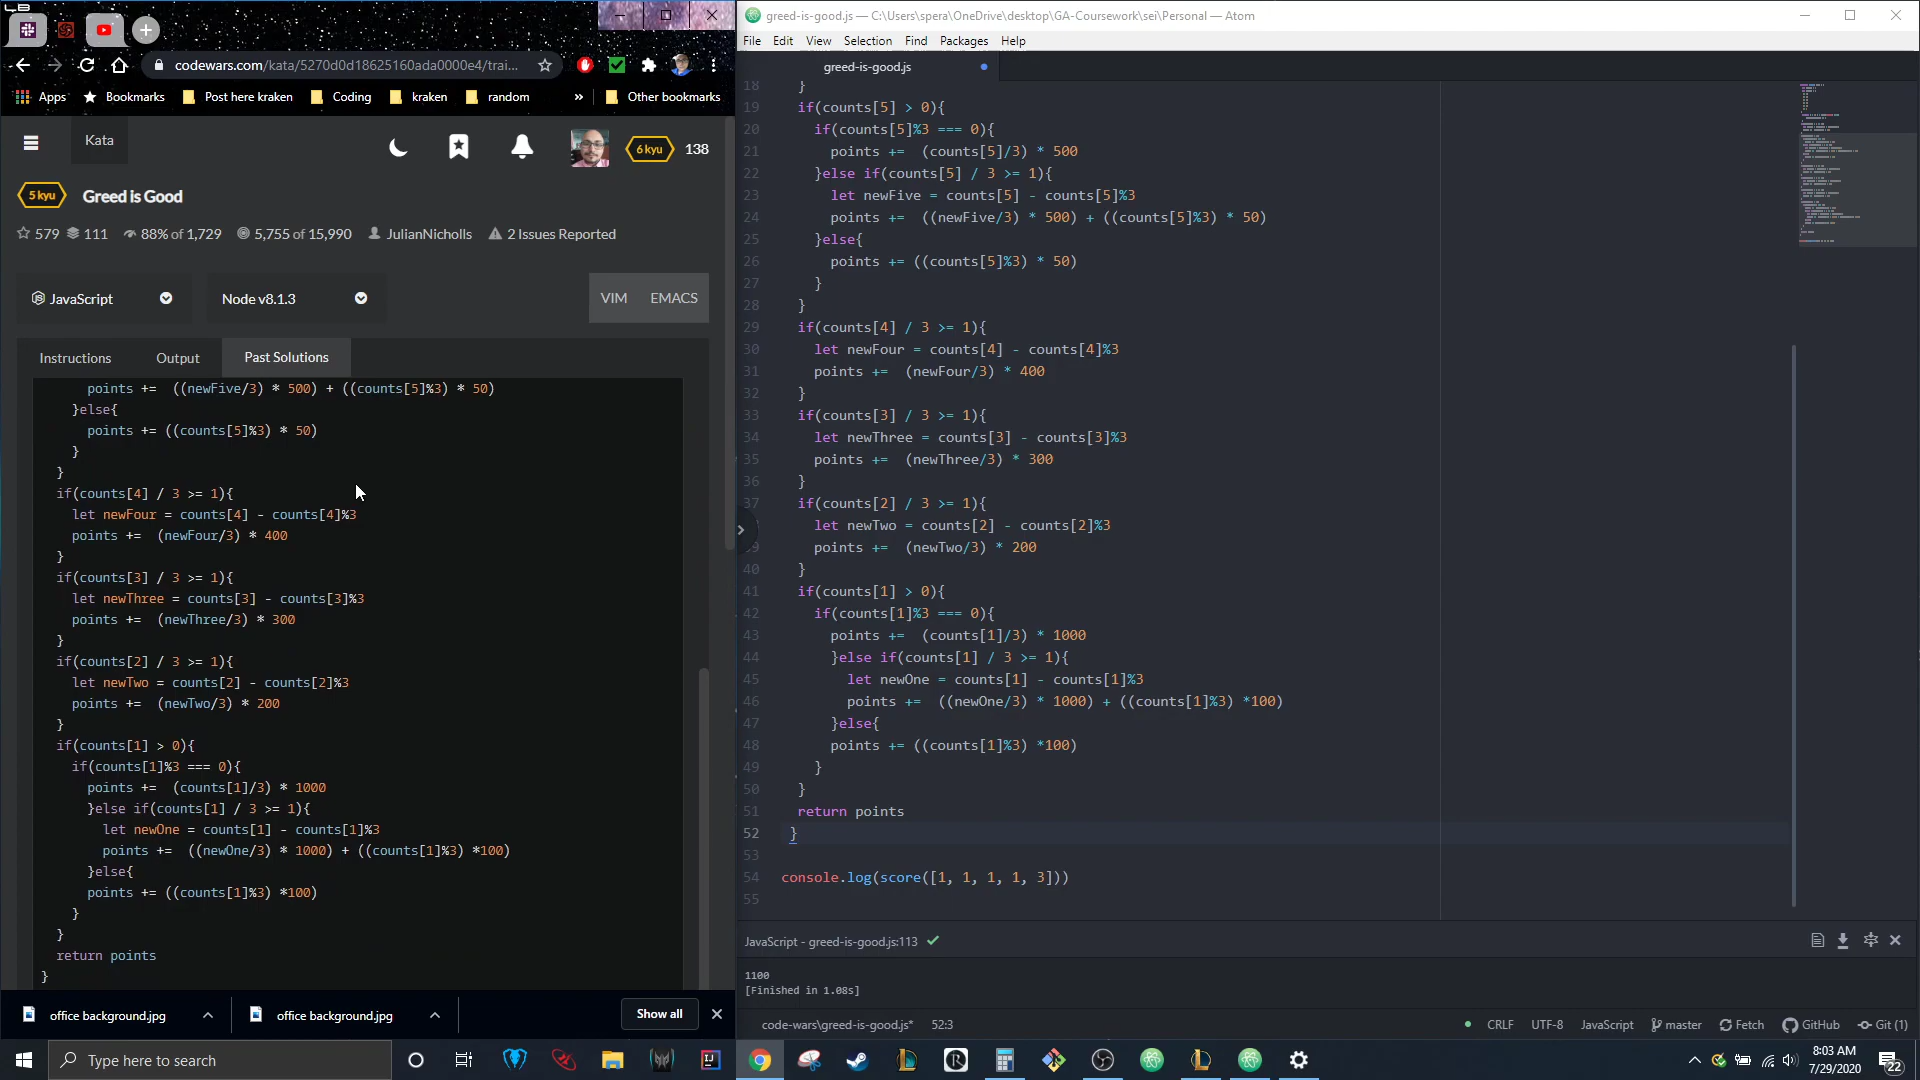 codewars.com/kata/5270d0d18625160ada0000e4/trai...
Apps
Bookmarks
Post here kraken
Coding
kraken
random
»
Other bookmarks
Kata
6 kyu
138
5 kyu
Greed is Good
579
111
88% of 1,729
5,755 of 15,990
JulianNicholls
2 Issues Reported
JavaScript
Node v8.1.3
VIM
EMACS
Instructions
Output
Past Solutions
points +=  ((newFive/3) * 500) + ((counts[5]%3) * 50)
}else{
points += ((counts[5]%3) * 50)
}
}
if(counts[4] / 3 >= 1){
let newFour = counts[4] - counts[4]%3
points +=  (newFour/3) * 400
}
if(counts[3] / 3 >= 1){
let newThree = counts[3] - counts[3]%3
points +=  (newThree/3) * 300
}
if(counts[2] / 3 >= 1){
let newTwo = counts[2] - counts[2]%3
points +=  (newTwo/3) * 200
}
if(counts[1] > 0){
if(counts[1]%3 === 0){
points +=  (counts[1]/3) * 1000
}else if(counts[1] / 3 >= 1){
let newOne = counts[1] - counts[1]%3
points +=  ((newOne/3) * 1000) + ((counts[1]%3) *100)
}else{
points += ((counts[1]%3) *100)
}
}
return points
}
office background.jpg
office background.jpg
Show all
greed-is-good.js — C:\Users\spera\OneDrive\desktop\GA-Coursework\sei\Personal — Atom
File Edit View Selection Find Packages Help
greed-is-good.js
18 }
19 if(counts[5] > 0){
20 if(counts[5]%3 === 0){
21 points +=  (counts[5]/3) * 500
22 }else if(counts[5] / 3 >= 1){
23 let newFive = counts[5] - counts[5]%3
24 points +=  ((newFive/3) * 500) + ((counts[5]%3) * 50)
25 }else{
26 points += ((counts[5]%3) * 50)
27 }
28 }
29 if(counts[4] / 3 >= 1){
30 let newFour = counts[4] - counts[4]%3
31 points +=  (newFour/3) * 400
32 }
33 if(counts[3] / 3 >= 1){
34 let newThree = counts[3] - counts[3]%3
35 points +=  (newThree/3) * 300
36 }
37 if(counts[2] / 3 >= 1){
let newTwo = counts[2] - counts[2]%3
points +=  (newTwo/3) * 200
40 }
41 if(counts[1] > 0){
42 if(counts[1]%3 === 0){
43 points +=  (counts[1]/3) * 1000
44 }else if(counts[1] / 3 >= 1){
45 let newOne = counts[1] - counts[1]%3
46 points +=  ((newOne/3) * 1000) + ((counts[1]%3) *100)
47 }else{
48 points += ((counts[1]%3) *100)
49 }
50 }
51 return points
52 }
53
54 console.log(score([1, 1, 1, 1, 3]))
55
JavaScript - greed-is-good.js:113
1100
[Finished in 1.08s]
code-wars\greed-is-good.js* 52:3
CRLF UTF-8 JavaScript master Fetch GitHub Git (1)
Type here to search
8:03 AM
7/29/2020
22